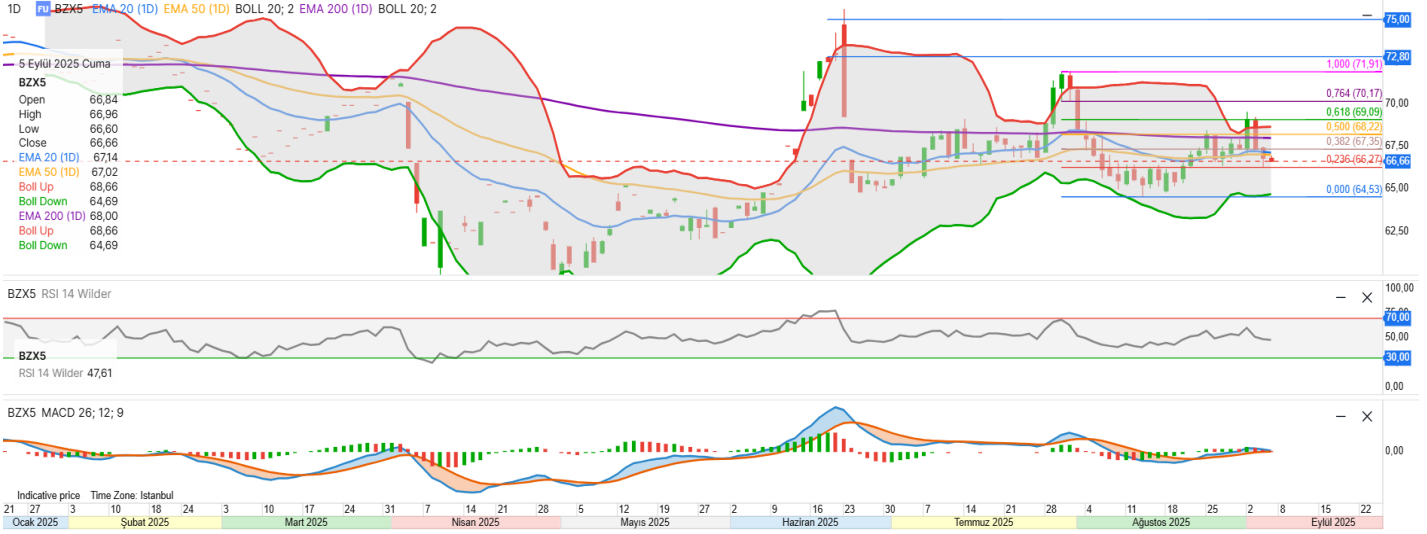 1D FU BZX5 EMA 20 (1D) EMA 50 (1D) BOLL 20; 2 EMA 200 (1D) BOLL 20; 2
5 Eylül 2025 Cuma
BZX5
Open 66,84
High 66,96
Low 66,60
Close 66,66
EMA 20 (1D) 67,14
EMA 50 (1D) 67,02
Boll Up 68,66
Boll Down 64,69
EMA 200 (1D) 68,00
Boll Up 68,66
Boll Down 64,69
75,00
72,80
1,000 (71,91)
0,764 (70,17)
70,00
0,618 (69,09)
0,500 (68,22)
0,382 (67,35)
67,50
0,236 (66,27)
66,66
65,00
0,000 (64,53)
62,50
BZX5 RSI 14 Wilder
100,00
75,00
70,00
50,00
30,00
0,00
BZX5
RSI 14 Wilder 47,61
BZX5 MACD 26; 12; 9
0,00
Indicative price Time Zone: Istanbul
21 27 3 10 18 24 3 10 17 24 31 7 14 21 28 5 12 19 27 2 9 16 23 30 7 14 21 28 4 11 18 25 2 8 15 22
Ocak 2025 Şubat 2025 Mart 2025 Nisan 2025 Mayıs 2025 Haziran 2025 Temmuz 2025 Ağustos 2025 Eylül 2025